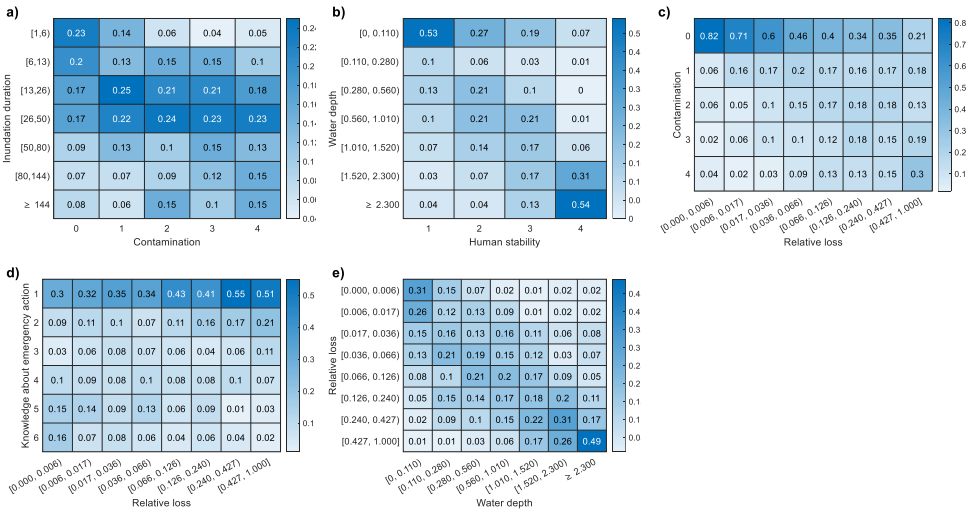 a)
Inundation duration
[1,6) 0.23 0.14 0.06 0.04 0.05
[6,13) 0.2 0.13 0.15 0.15 0.1
[13,26) 0.17 0.25 0.21 0.21 0.18
[26,50) 0.17 0.22 0.24 0.23 0.23
[50,80) 0.09 0.13 0.1 0.15 0.13
[80,144) 0.07 0.07 0.09 0.12 0.15
≥ 144 0.08 0.06 0.15 0.1 0.15
0 1 2 3 4
Contamination
b)
Water depth
[0, 0.110) 0.53 0.27 0.19 0.07
[0.110, 0.280) 0.1 0.06 0.03 0.01
[0.280, 0.560) 0.13 0.21 0.1 0
[0.560, 1.010) 0.1 0.21 0.21 0.01
[1.010, 1.520) 0.07 0.14 0.17 0.06
[1.520, 2.300) 0.03 0.07 0.17 0.31
≥ 2.300 0.04 0.04 0.13 0.54
1 2 3 4
Human stability
c)
Contamination
0 0.82 0.71 0.6 0.46 0.4 0.34 0.35 0.21
1 0.06 0.16 0.17 0.2 0.17 0.16 0.17 0.18
2 0.06 0.05 0.1 0.15 0.17 0.18 0.18 0.13
3 0.02 0.06 0.1 0.11 0.13 0.18 0.15 0.19
4 0.04 0.02 0.03 0.07 0.13 0.13 0.15 0.3
[0.000, 0.006) [0.006, 0.017) [0.017, 0.036) [0.036, 0.066) [0.066, 0.126) [0.126, 0.240) [0.240, 0.427) [0.427, 1.000]
Relative loss
0.8
0.7
0.6
0.5
0.4
0.3
0.2
0.1
d)
Knowledge about emergency action
1 0.3 0.32 0.35 0.34 0.43 0.41 0.55 0.51
2 0.09 0.11 0.1 0.07 0.11 0.16 0.17 0.21
3 0.03 0.06 0.08 0.07 0.06 0.04 0.06 0.11
4 0.1 0.09 0.08 0.1 0.08 0.08 0.1 0.07
5 0.15 0.14 0.09 0.13 0.06 0.09 0.01 0.03
6 0.16 0.07 0.08 0.06 0.04 0.06 0.04 0.02
[0.000, 0.006) [0.006, 0.017) [0.017, 0.036) [0.036, 0.066) [0.066, 0.126) [0.126, 0.240) [0.240, 0.427) [0.427, 1.000]
Relative loss
0.5
0.4
0.3
0.2
0.1
e)
Relative loss
[0.000, 0.006) 0.31 0.15 0.07 0.02 0.01 0.02 0.02
[0.006, 0.017) 0.26 0.12 0.13 0.09 0.01 0.02 0.02
[0.017, 0.036) 0.15 0.16 0.13 0.16 0.11 0.06 0.08
[0.036, 0.066) 0.13 0.21 0.19 0.15 0.12 0.03 0.07
[0.066, 0.126) 0.08 0.1 0.21 0.2 0.17 0.09 0.05
[0.126, 0.240) 0.05 0.15 0.14 0.17 0.18 0.2 0.11
[0.240, 0.427) 0.02 0.09 0.1 0.15 0.22 0.31 0.17
[0.427, 1.000] 0.01 0.01 0.03 0.06 0.17 0.26 0.49
[0, 0.110) [0.110, 0.280) [0.280, 0.560) [0.560, 1.010) [1.010, 1.520) [1.520, 2.300) ≥ 2.300
Water depth